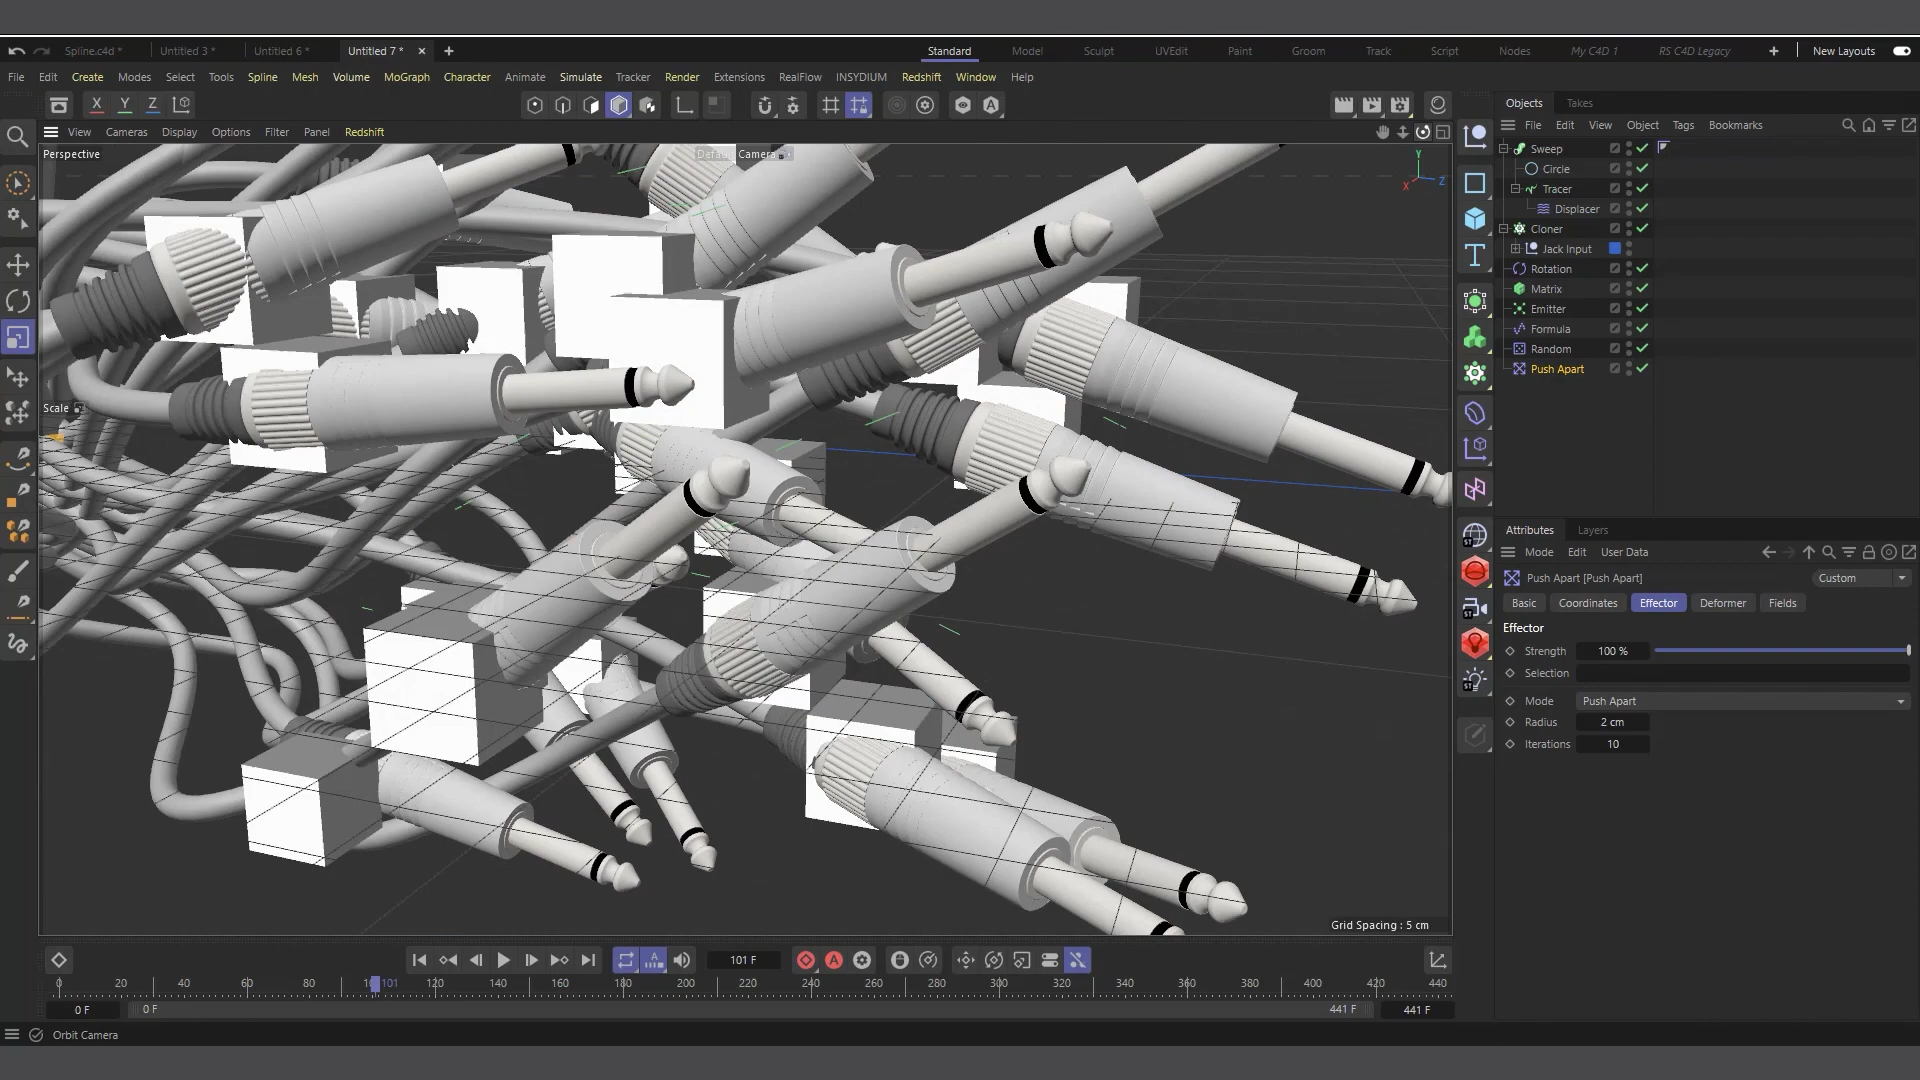 Spline.c4d * Untitled 3 * Untitled 6 * Untitled 7 * Standard Model Sculpt UVEdit Paint Groom Track Script Nodes My C4D 1 RS C4D Legacy New Layouts
File Edit Create Modes Select Tools Spline Mesh Volume MoGraph Character Animate Simulate Tracker Render Extensions RealFlow INSYDIUM Redshift Window Help
X Y Z
Objects Takes
View Cameras Display Options Filter Panel Redshift
File Edit View Object Tags Bookmarks
Perspective
Default Camera
Y
X
Z
Sweep
Circle
Tracer
Displacer
Cloner
Jack Input
Rotation
Matrix
Emitter
Formula
Random
Push Apart
Scale
Attributes Layers
Mode Edit User Data
Push Apart [Push Apart] Custom
Basic Coordinates Effector Deformer Fields
Effector
Strength 100 %
Selection
Mode Push Apart
Radius 2 cm
Iterations 10
Grid Spacing : 5 cm
101 F
0 20 40 60 80 101 120 140 160 180 200 220 240 260 280 300 320 340 360 380 400 420 440
0 F 0 F 441 F 441 F
Orbit Camera